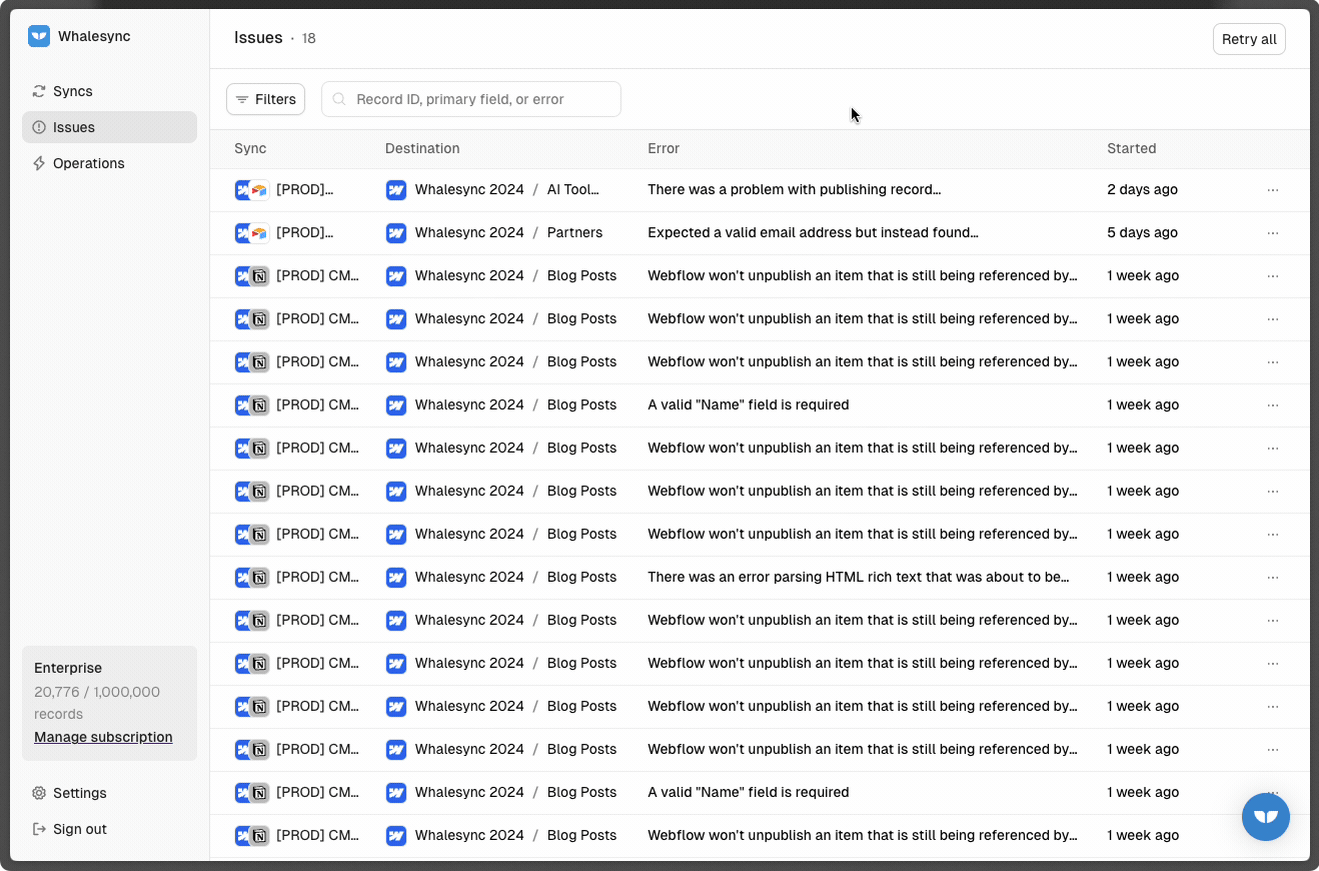 Whalesync
Syncs
Issues
Operations
Enterprise
20,776 / 1,000,000
records
Manage subscription
Settings
Sign out
Issues · 18
Retry all
Filters
Record ID, primary field, or error
Sync Destination Error Started
[PROD]... Whalesync 2024 / AI Tool... There was a problem with publishing record... 2 days ago ...
[PROD]... Whalesync 2024 / Partners Expected a valid email address but instead found... 5 days ago ...
[PROD] CM... Whalesync 2024 / Blog Posts Webflow won't unpublish an item that is still being referenced by... 1 week ago ...
[PROD] CM... Whalesync 2024 / Blog Posts Webflow won't unpublish an item that is still being referenced by... 1 week ago ...
[PROD] CM... Whalesync 2024 / Blog Posts Webflow won't unpublish an item that is still being referenced by... 1 week ago ...
[PROD] CM... Whalesync 2024 / Blog Posts A valid "Name" field is required 1 week ago ...
[PROD] CM... Whalesync 2024 / Blog Posts Webflow won't unpublish an item that is still being referenced by... 1 week ago ...
[PROD] CM... Whalesync 2024 / Blog Posts Webflow won't unpublish an item that is still being referenced by... 1 week ago ...
[PROD] CM... Whalesync 2024 / Blog Posts Webflow won't unpublish an item that is still being referenced by... 1 week ago ...
[PROD] CM... Whalesync 2024 / Blog Posts There was an error parsing HTML rich text that was about to be... 1 week ago ...
[PROD] CM... Whalesync 2024 / Blog Posts Webflow won't unpublish an item that is still being referenced by... 1 week ago ...
[PROD] CM... Whalesync 2024 / Blog Posts Webflow won't unpublish an item that is still being referenced by... 1 week ago ...
[PROD] CM... Whalesync 2024 / Blog Posts Webflow won't unpublish an item that is still being referenced by... 1 week ago ...
[PROD] CM... Whalesync 2024 / Blog Posts Webflow won't unpublish an item that is still being referenced by... 1 week ago ...
[PROD] CM... Whalesync 2024 / Blog Posts A valid "Name" field is required 1 week ago ...
[PROD] CM... Whalesync 2024 / Blog Posts Webflow won't unpublish an item that is still being referenced by... 1 week ago